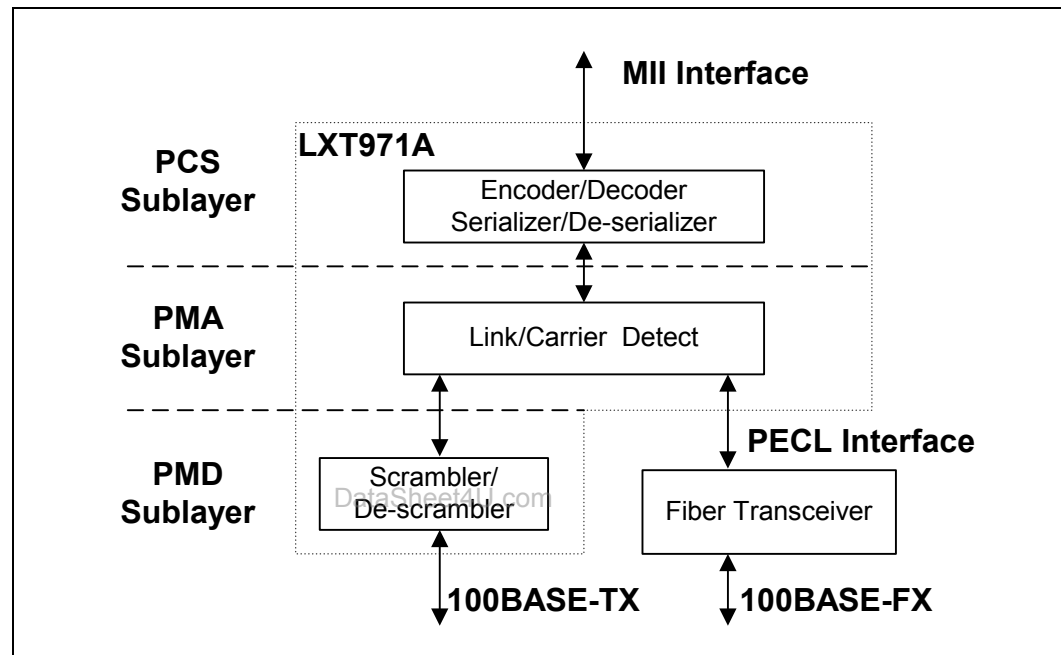 MII Interface
LXT971A
PCS
Sublayer
Encoder/Decoder
Serializer/De-serializer
PMA
Sublayer
Link/Carrier Detect
PECL Interface
PMD
Sublayer
Scrambler/
De-scrambler
DataSheet4U.com
Fiber Transceiver
100BASE-TX
100BASE-FX